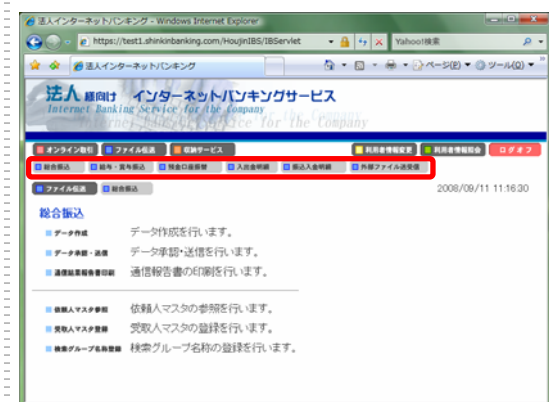 法人インターネットバンキング - Windows Internet Explorer
https://test1.shinkinbanking.com/HoujinIBS/IBServlet
Yahoo!検索
法人インターネットバンキング
ページ(P) ツール(O)
法人 様向け インターネットバンキングサービス
Internet Banking Service for the Company
オンライン取引 ファイル伝送 収納サービス 利用者情報変更 利用者情報照会 ログオフ
総合振込 給与・賞与振込 預金口座振替 入出金明細 振込入金明細 外部ファイル送受信
ファイル伝送 総合振込 2008/09/11 11:16:30
総合振込
データ作成 データ作成を行います。
データ承認・送信 データ承認・送信を行います。
通信結果報告書印刷 通信報告書の印刷を行います。
依頼人マスタ参照 依頼人マスタの参照を行います。
受取人マスタ登録 受取人マスタの登録を行います。
検索グループ名称登録 検索グループ名称の登録を行います。